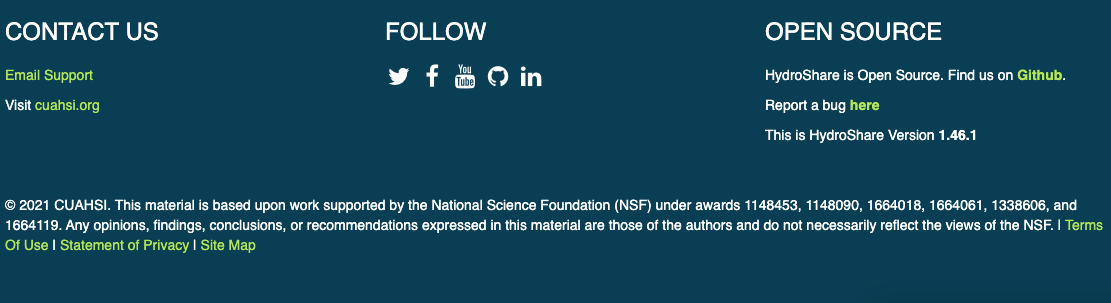 CONTACT US
Email Support
Visit cuahsi.org
FOLLOW
You
Tube
in
OPEN SOURCE
HydroShare is Open Source. Find us on Github.
Report a bug here
This is HydroShare Version 1.46.1
© 2021 CUAHSI. This material is based upon work supported by the National Science Foundation (NSF) under awards 1148453, 1148090, 1664018, 1664061, 1338606, and
1664119. Any opinions, findings, conclusions, or recommendations expressed in this material are those of the authors and do not necessarily reflect the views of the NSF. | Terms
Of Use | Statement of Privacy | Site Map